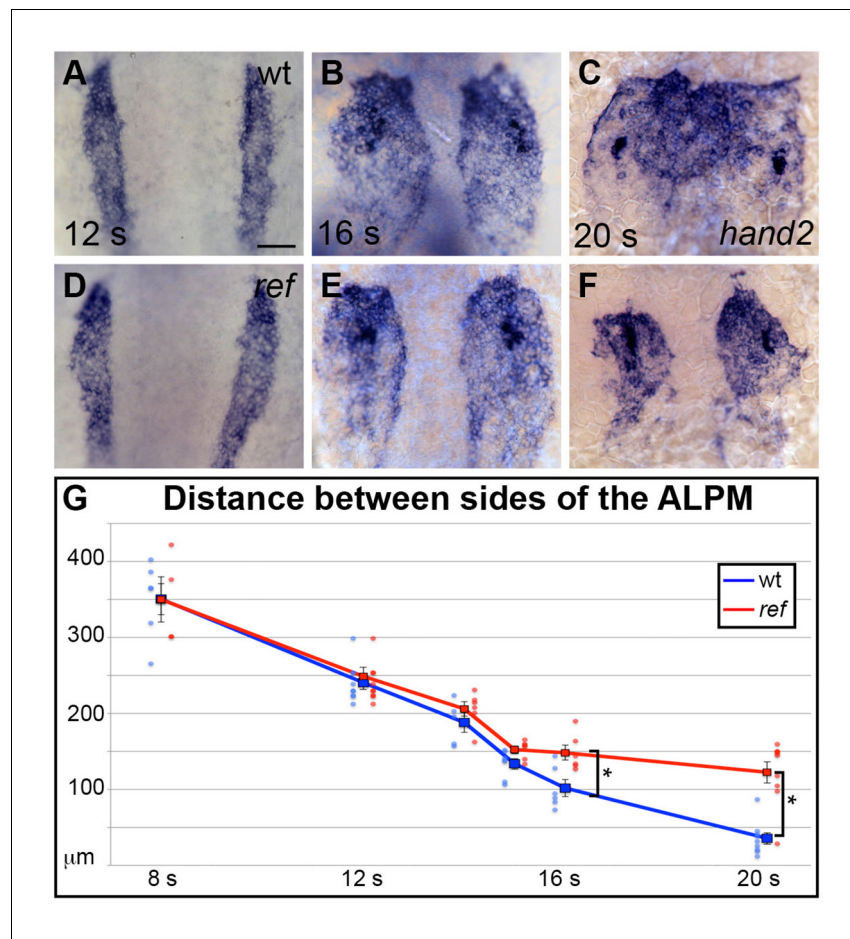 A wt
B
C
12 s
16 s
20 s hand2
D ref
E
F
G Distance between sides of the ALPM
400
300
200
100
µm
wt
ref
*
*
8 s 12 s 16 s 20 s